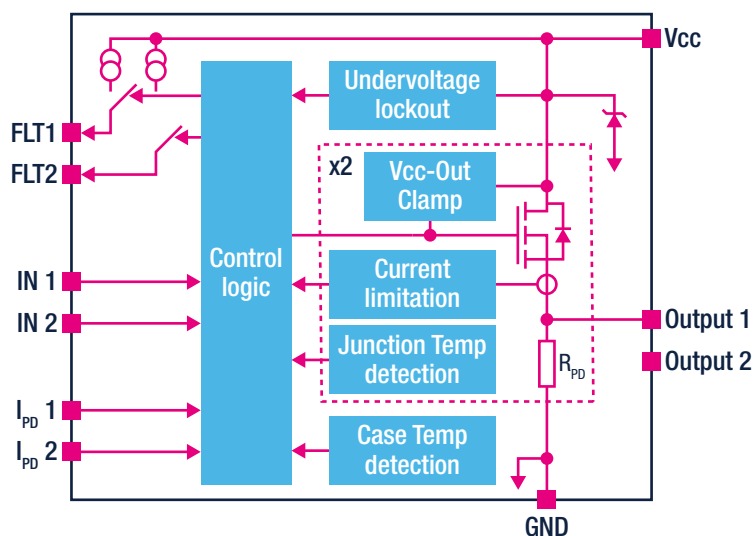 Vcc
Undervoltage
lockout
FLT1
FLT2
x2
Vcc-Out
Clamp
Control
logic
IN 1
Current
limitation
IN 2
Output 1
Junction Temp
detection
Output 2
RPD
IPD 1
IPD 2
Case Temp
detection
GND